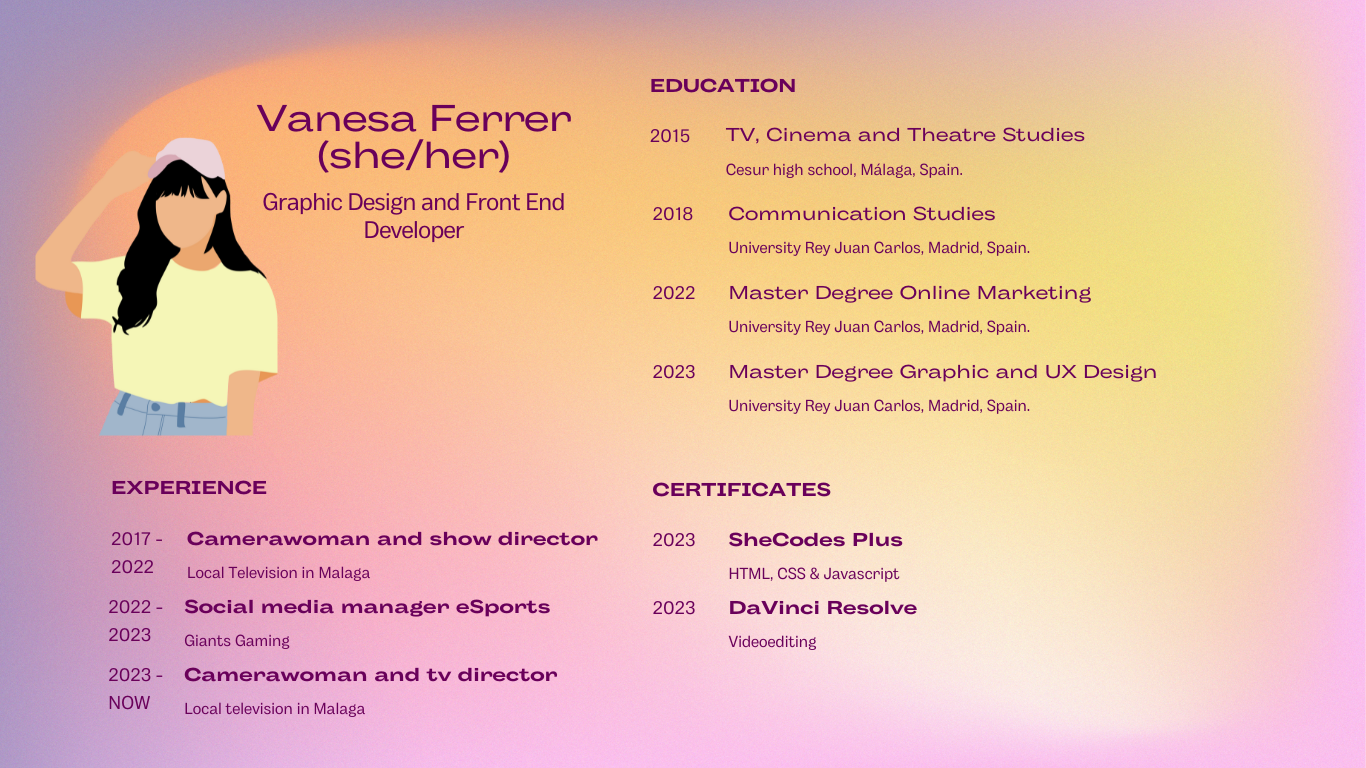 Vanesa Ferrer
(she/her)
Graphic Design and Front End
Developer
EDUCATION
2015 TV, Cinema and Theatre Studies
Cesur high school, Málaga, Spain.
2018 Communication Studies
University Rey Juan Carlos, Madrid, Spain.
2022 Master Degree Online Marketing
University Rey Juan Carlos, Madrid, Spain.
2023 Master Degree Graphic and UX Design
University Rey Juan Carlos, Madrid, Spain.
EXPERIENCE
2017 - Camerawoman and show director
2022 Local Television in Malaga
2022 - Social media manager eSports
2023 Giants Gaming
2023 - Camerawoman and tv director
NOW Local television in Malaga
CERTIFICATES
2023 SheCodes Plus
HTML, CSS & Javascript
2023 DaVinci Resolve
Videoediting